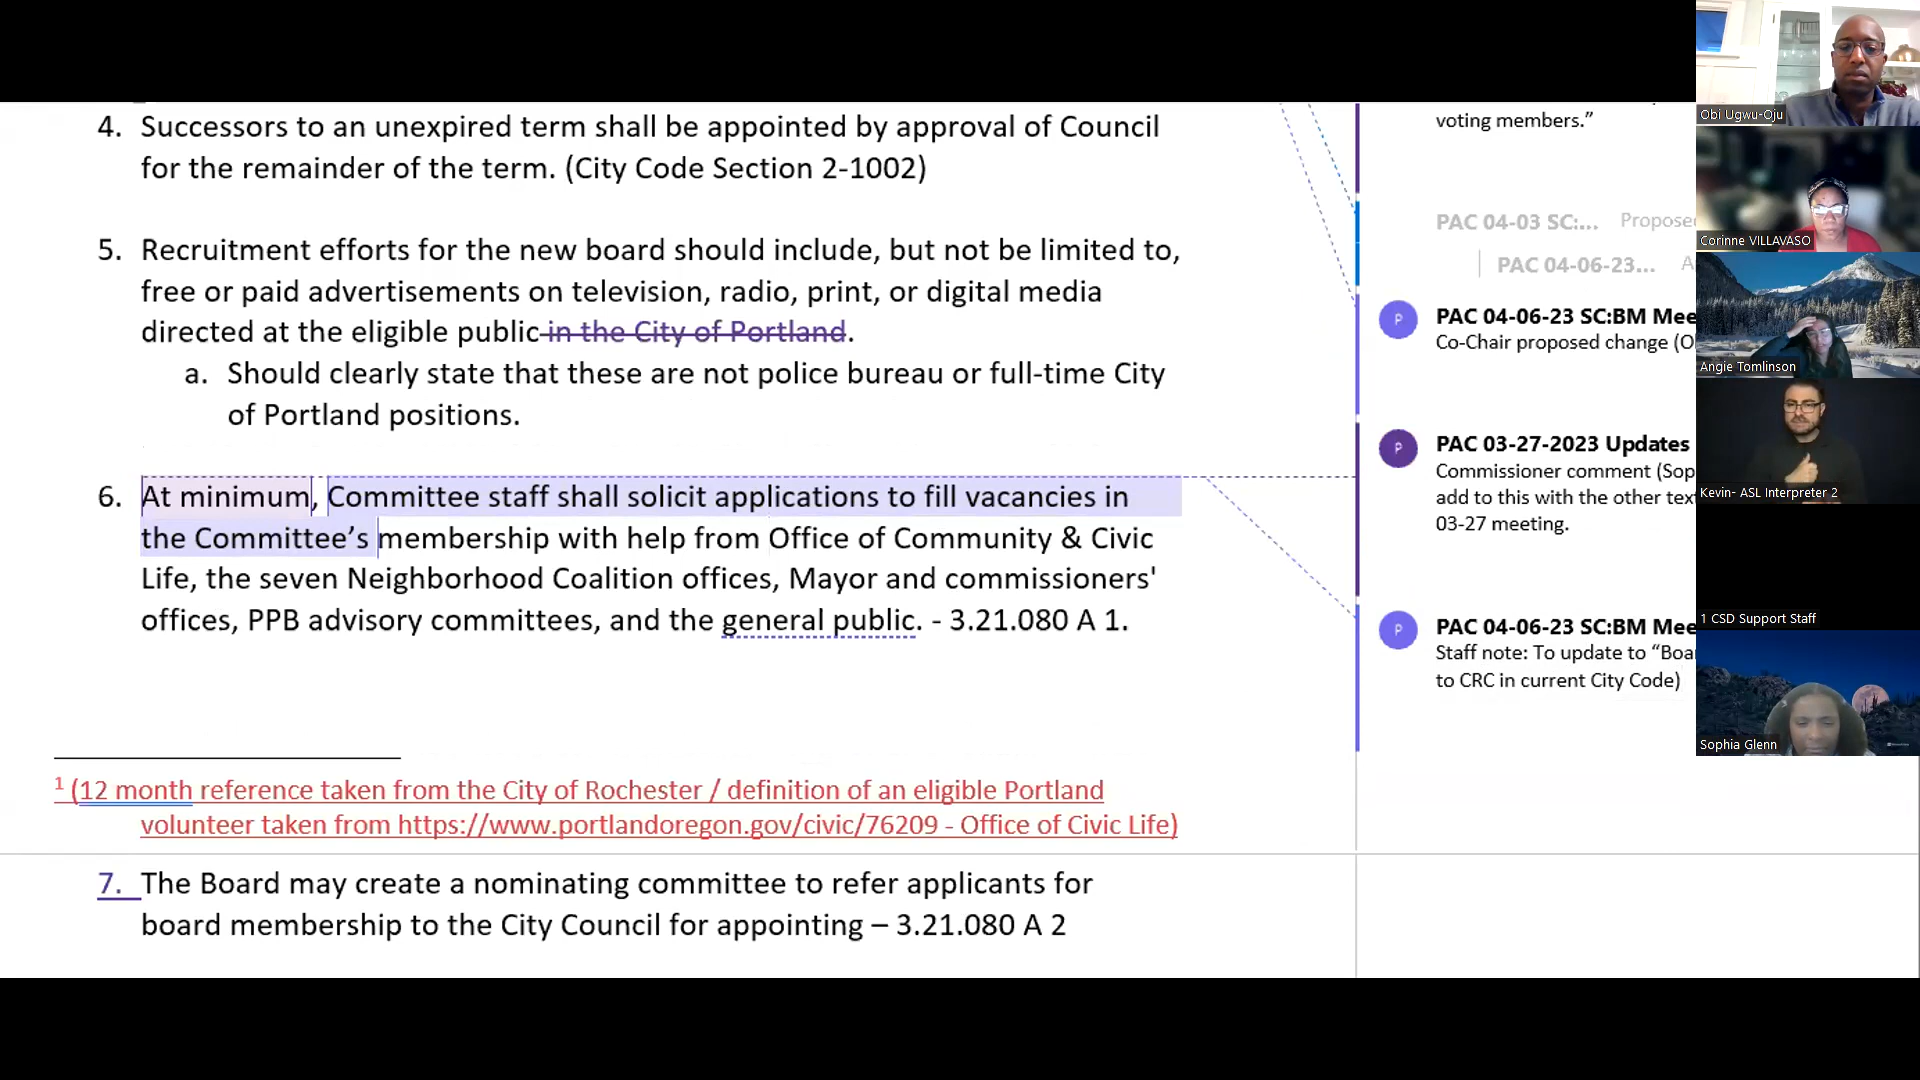 4. Successors to an unexpired term shall be appointed by approval of Council
for the remainder of the term. (City Code Section 2-1002)
5. Recruitment efforts for the new board should include, but not be limited to,
free or paid advertisements on television, radio, print, or digital media
directed at the eligible public in the City of Portland.
a. Should clearly state that these are not police bureau or full-time City
of Portland positions.
6. At minimum, Committee staff shall solicit applications to fill vacancies in
the Committee’s membership with help from Office of Community & Civic
Life, the seven Neighborhood Coalition offices, Mayor and commissioners'
offices, PPB advisory committees, and the general public. - 3.21.080 A 1.
1 (12 month reference taken from the City of Rochester / definition of an eligible Portland
volunteer taken from https://www.portlandoregon.gov/civic/76209 - Office of Civic Life)
7. The Board may create a nominating committee to refer applicants for
board membership to the City Council for appointing – 3.21.080 A 2
voting members.”
PAC 04-03 SC:... Propose
PAC 04-06-23... A
P PAC 04-06-23 SC:BM Mee
Co-Chair proposed change (O
P PAC 03-27-2023 Updates
Commissioner comment (Sop
add to this with the other tex
03-27 meeting.
P PAC 04-06-23 SC:BM Mee
Staff note: To update to “Boa
to CRC in current City Code)
Obi Ugwu-Oju
Corinne VILLAVASO
Angie Tomlinson
Kevin- ASL Interpreter 2
1 CSD Support Staff
Sophia Glenn